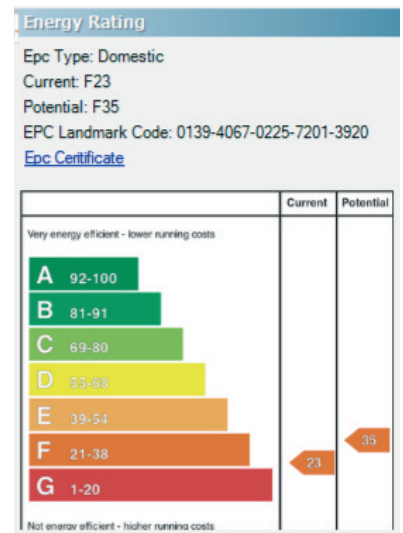 Energy Rating
Epc Type: Domestic
Current: F23
Potential: F35
EPC Landmark Code: 0139-4067-0225-7201-3920
Epc Ceritificate
Current Potential
Very energy efficient - lower running costs
A 92-100
B 81-91
C 69-80
D 55-68
E 39-54
F 21-38
35
23
G 1-20
Not energy efficient - higher running costs